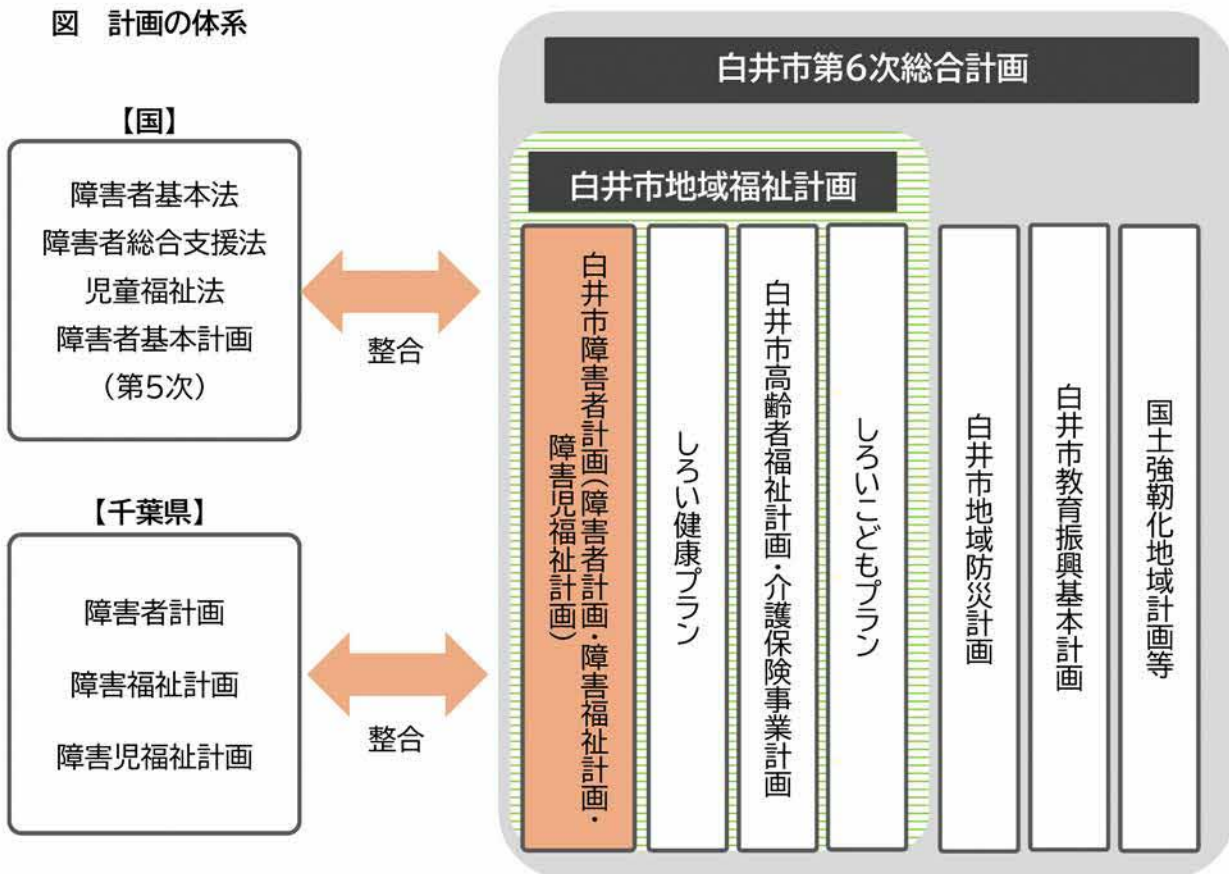 図　計画の体系
【国】
障害者基本法
障害者総合支援法
児童福祉法
障害者基本計画
（第5次）
整合
【千葉県】
障害者計画
障害福祉計画
障害児福祉計画
整合
白井市第6次総合計画
白井市地域福祉計画
白井市障害者計画（障害者計画・障害福祉計画・
障害児福祉計画）
しろい健康プラン
白井市高齢者福祉計画・介護保険事業計画
しろいこどもプラン
白井市地域防災計画
白井市教育振興基本計画
国土強靭化地域計画等